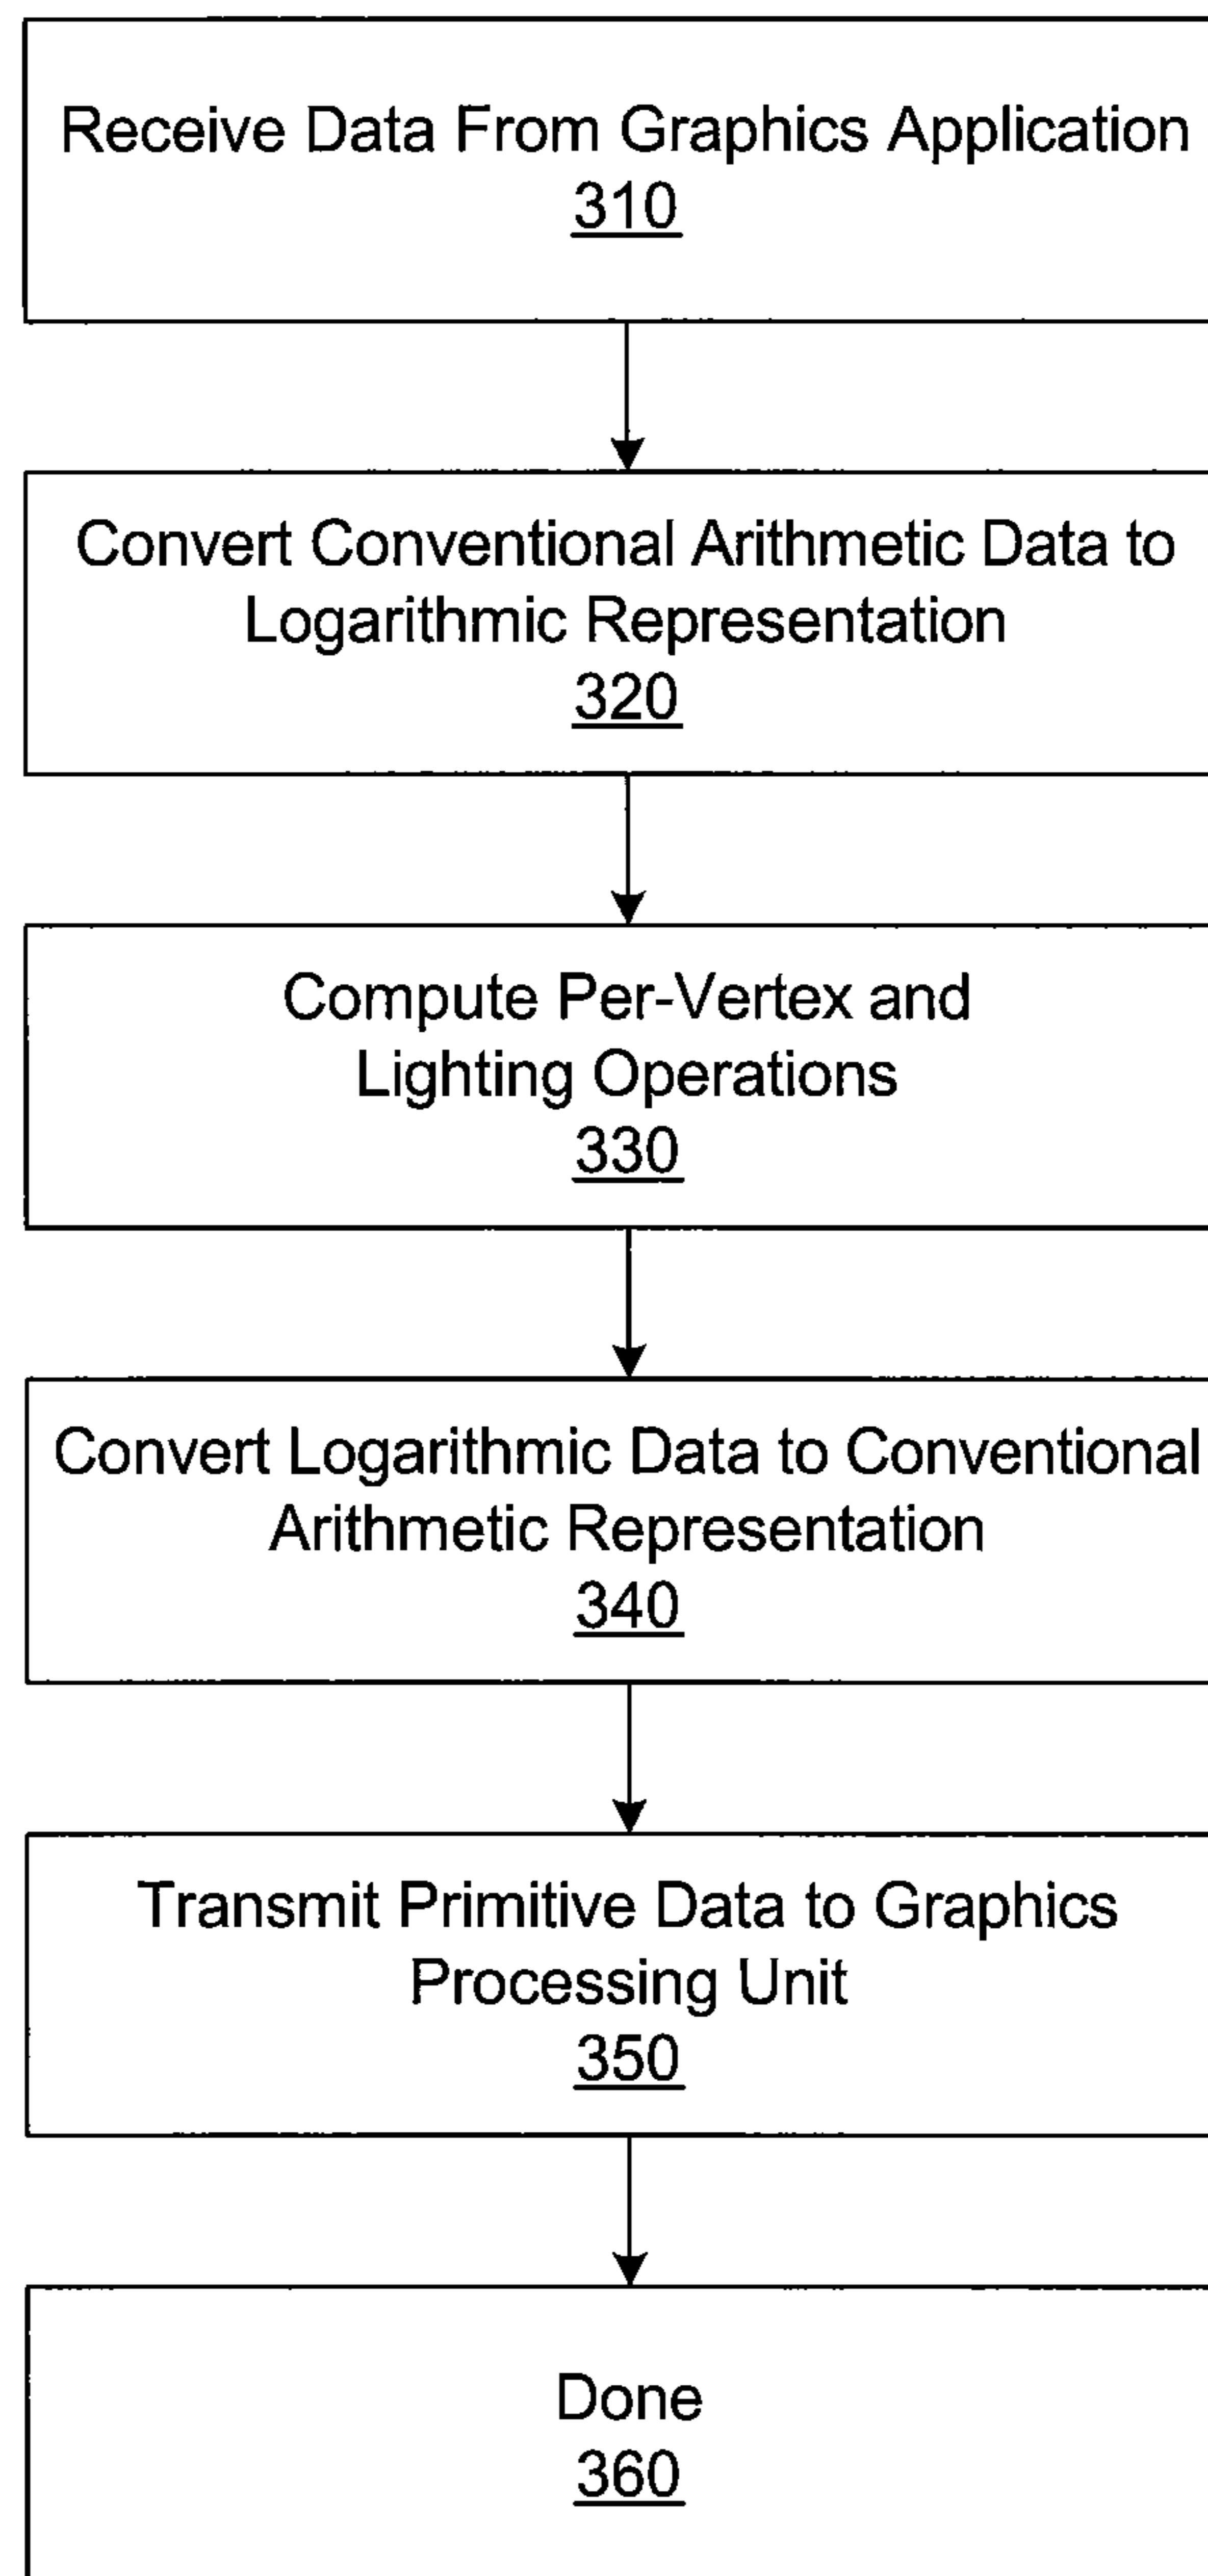 Receive Data From Graphics Application
310
Convert Conventional Arithmetic Data to
Logarithmic Representation
320
Compute Per-Vertex and
Lighting Operations
330
Convert Logarithmic Data to Conventional
Arithmetic Representation
340
Transmit Primitive Data to Graphics
Processing Unit
350
Done
360